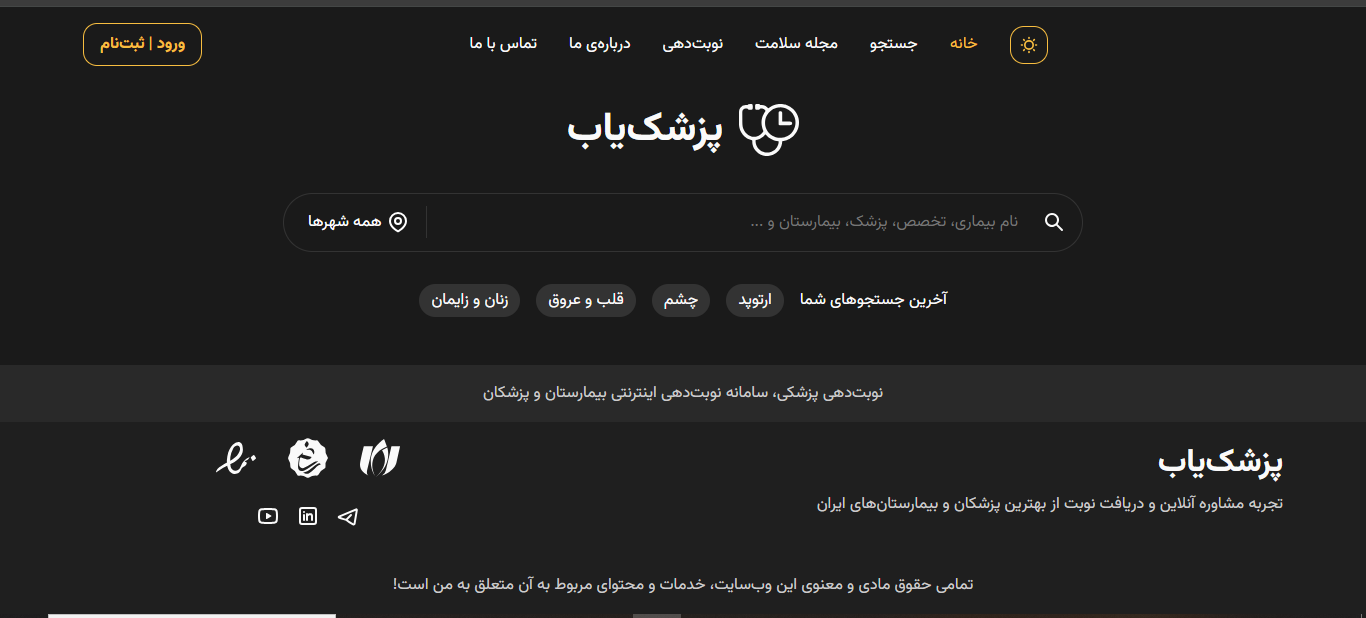 خانه جستجو مجله سلامت نوبت‌دهی درباره‌ی ما تماس با ما ورود | ثبت‌نام
پزشک‌یاب
نام بیماری، تخصص، پزشک، بیمارستان و ... همه شهرها
آخرین جستجوهای شما ارتوپد چشم قلب و عروق زنان و زایمان
نوبت‌دهی پزشکی، سامانه نوبت‌دهی اینترنتی بیمارستان و پزشکان
پزشک‌یاب
تجربه مشاوره آنلاین و دریافت نوبت از بهترین پزشکان و بیمارستان‌های ایران
تمامی حقوق مادی و معنوی این وب‌سایت، خدمات و محتوای مربوط به آن متعلق به من است!